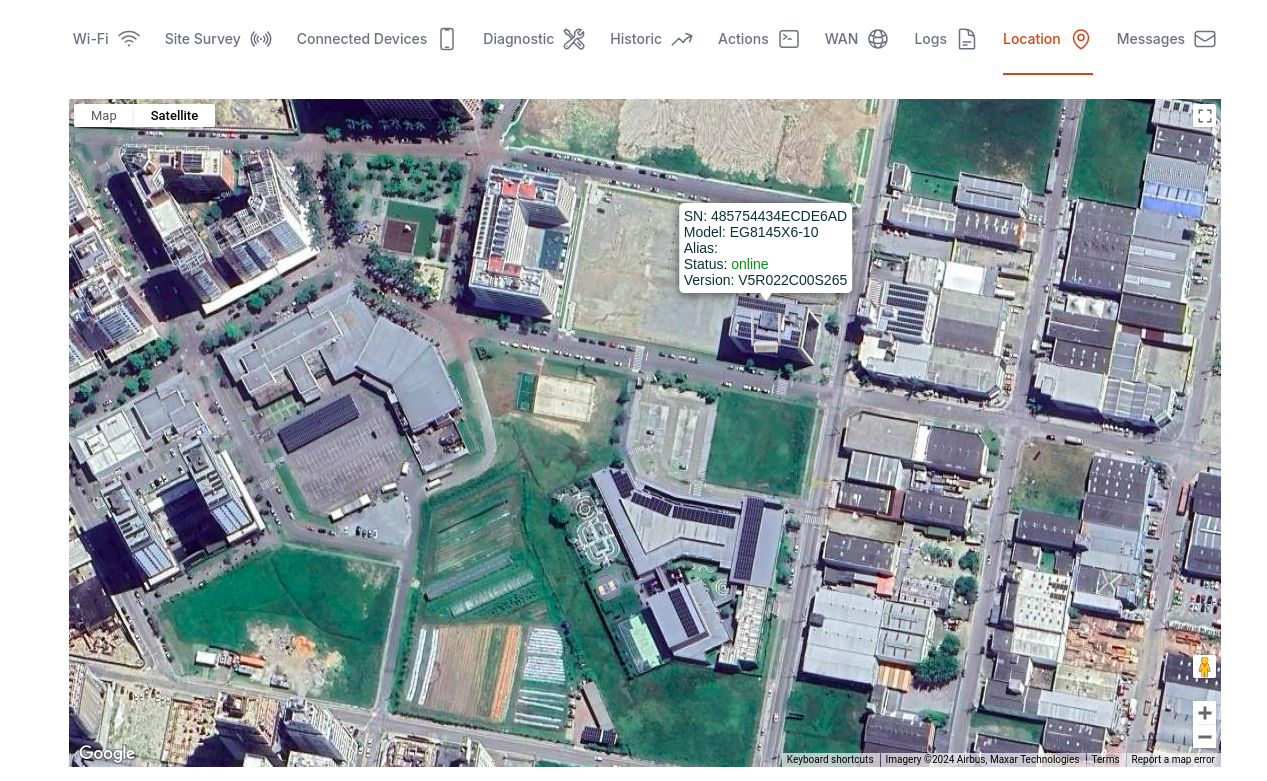 Wi-Fi
Site Survey
Connected Devices
Diagnostic
Historic
Actions
WAN
Logs
Location
Messages
Map
Satellite
SN: 485754434ECDE6AD
Model: EG8145X6-10
Alias:
Status: online
Version: V5R022C00S265
Google
Keyboard shortcuts
Imagery ©2024 Airbus, Maxar Technologies
Terms
Report a map error